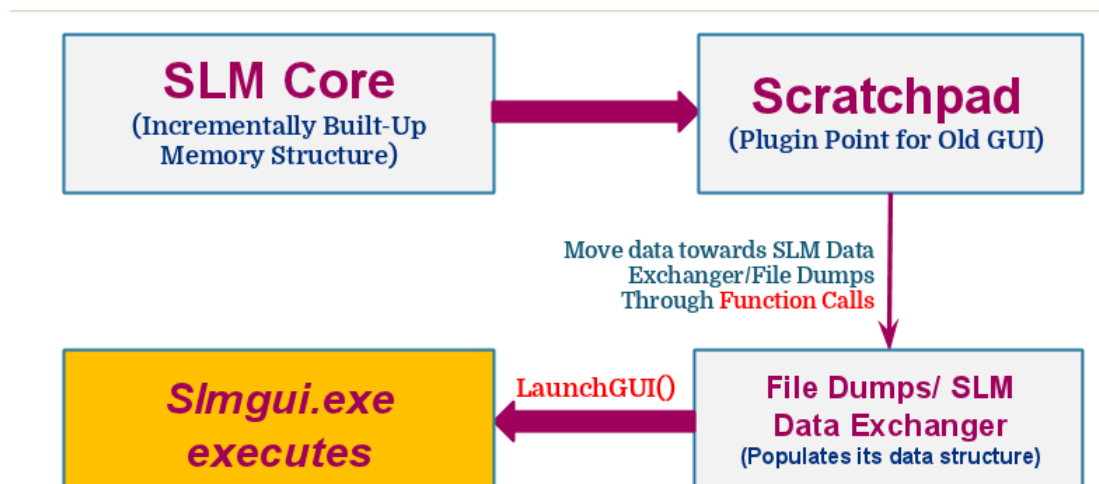 SLM Core
(Incrementally Built-Up
Memory Structure)
Scratchpad
(Plugin Point for Old GUI)
Move data towards SLM Data
Exchanger/File Dumps
Through Function Calls
Slmgui.exe
executes
LaunchGUI()
File Dumps/ SLM
Data Exchanger
(Populates its data structure)